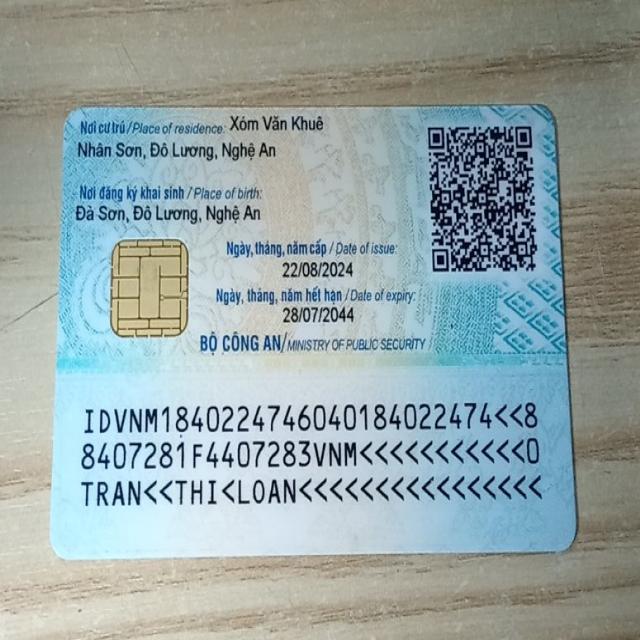 Nơi cư trú / Place of residence: Xóm Văn Khuê
Nhân Sơn, Đô Lương, Nghệ An
Nơi đăng ký khai sinh / Place of birth:
Đà Sơn, Đô Lương, Nghệ An
Ngày, tháng, năm cấp / Date of issue:
22/08/2024
Ngày, tháng, năm hết hạn / Date of expiry:
28/07/2044
BỘ CÔNG AN / MINISTRY OF PUBLIC SECURITY
IDVNM1840224746040184022474<<8
8407281F4407283VNM<<<<<<<<<<<0
TRAN<<THI<LOAN<<<<<<<<<<<<<<<<